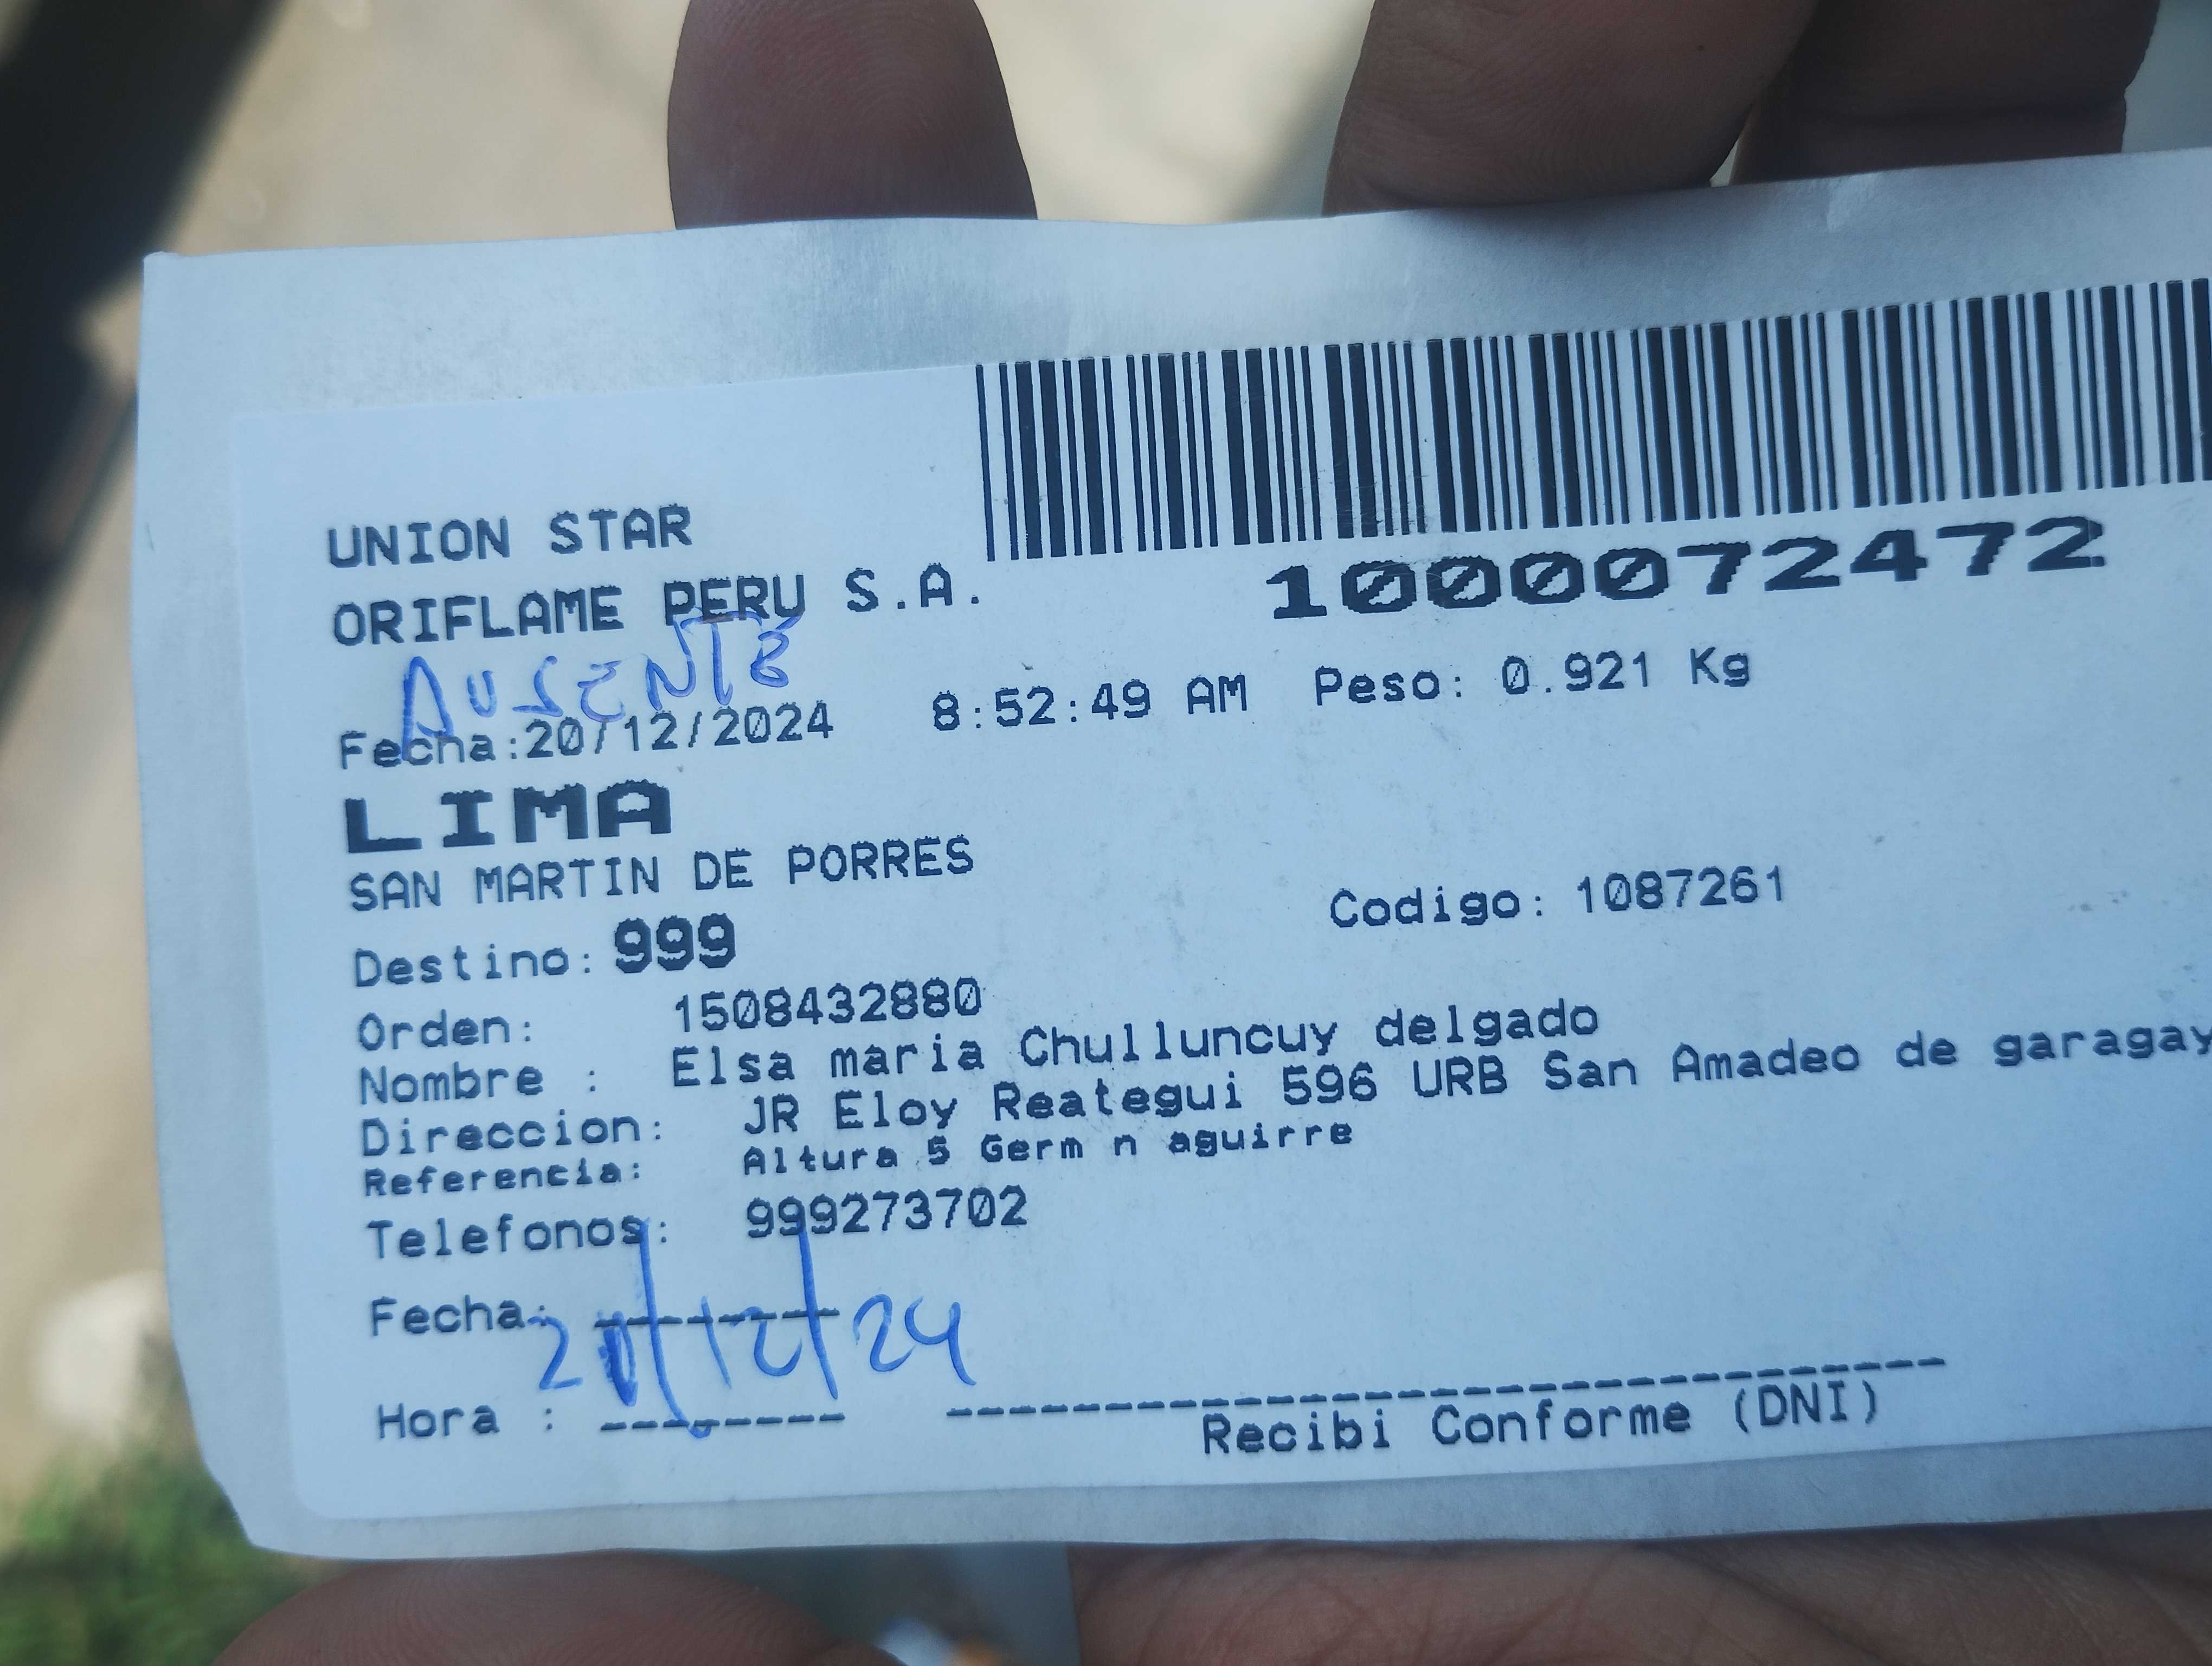 UNION STAR
ORIFLAME PERU S.A.
1000072472
AUSENTE
Fecha:20/12/2024 8:52:49 AM Peso: 0.921 Kg
LIMA
SAN MARTIN DE PORRES
Codigo: 1087261
Destino: 999
Orden: 1508432880
Nombre : Elsa maria Chulluncuy delgado
Direccion: JR Eloy Reategui 596 URB San Amadeo de garagay
Referencia: Altura 5 Germ n aguirre
Telefonos: 999273702
Fecha: 20/12/24
Hora :
Recibi Conforme (DNI)